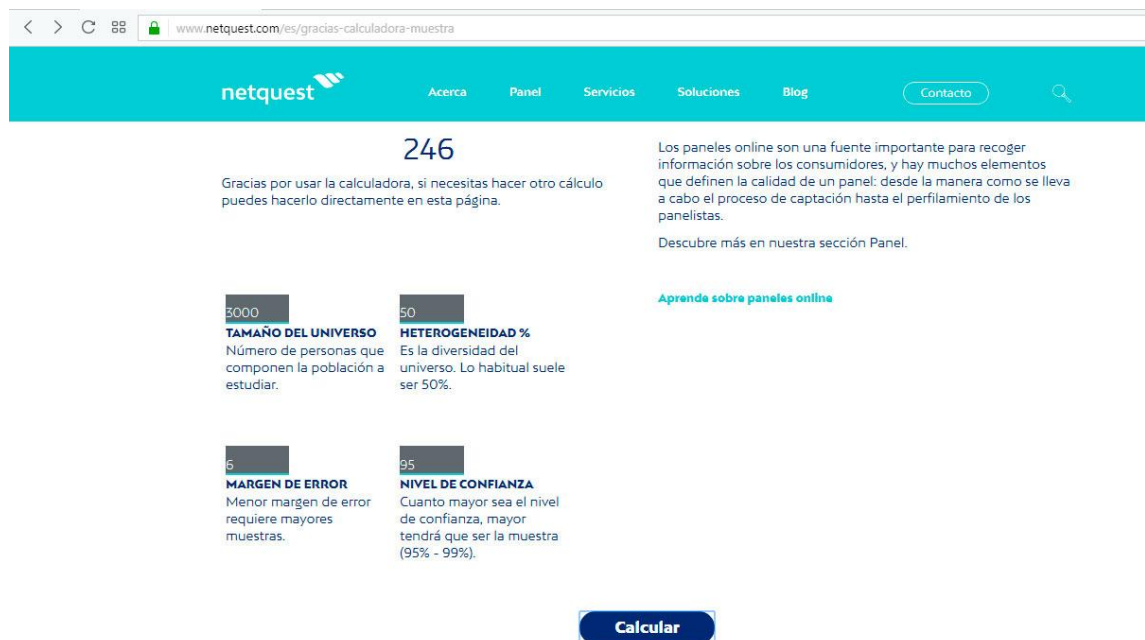 www.netquest.com/es/gracias-calculadora-muestra
netquest
Acerca
Panel
Servicios
Soluciones
Blog
Contacto
246
Gracias por usar la calculadora, si necesitas hacer otro cálculo
puedes hacerlo directamente en esta página.
Los paneles online son una fuente importante para recoger
información sobre los consumidores, y hay muchos elementos
que definen la calidad de un panel: desde la manera como se lleva
a cabo el proceso de captación hasta el perfilamiento de los
panelistas.
Descubre más en nuestra sección Panel.
Aprende sobre paneles online
3000
TAMAÑO DEL UNIVERSO
Número de personas que
componen la población a
estudiar.
50
HETEROGENEIDAD %
Es la diversidad del
universo. Lo habitual suele
ser 50%.
6
MARGEN DE ERROR
Menor margen de error
requiere mayores
muestras.
95
NIVEL DE CONFIANZA
Cuanto mayor sea el nivel
de confianza, mayor
tendrá que ser la muestra
(95% - 99%).
Calcular